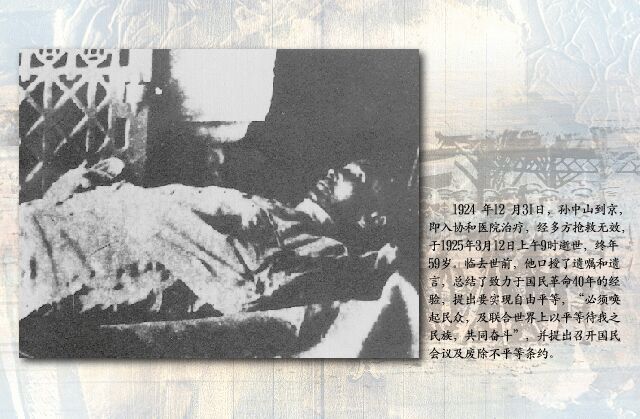 1924 年12 月31日，孙中山到京，
即入协和医院治疗，经多方抢救无效，
于1925年3月12日上午9时逝世，终年
59岁。临去世前，他口授了遗嘱和遗
言，总结了致力于国民革命40年的经
验，提出要实现自由平等，“必须唤
起民众，及联合世界上以平等待我之
民族，共同奋斗”，并提出召开国民
会议及废除不平等条约。